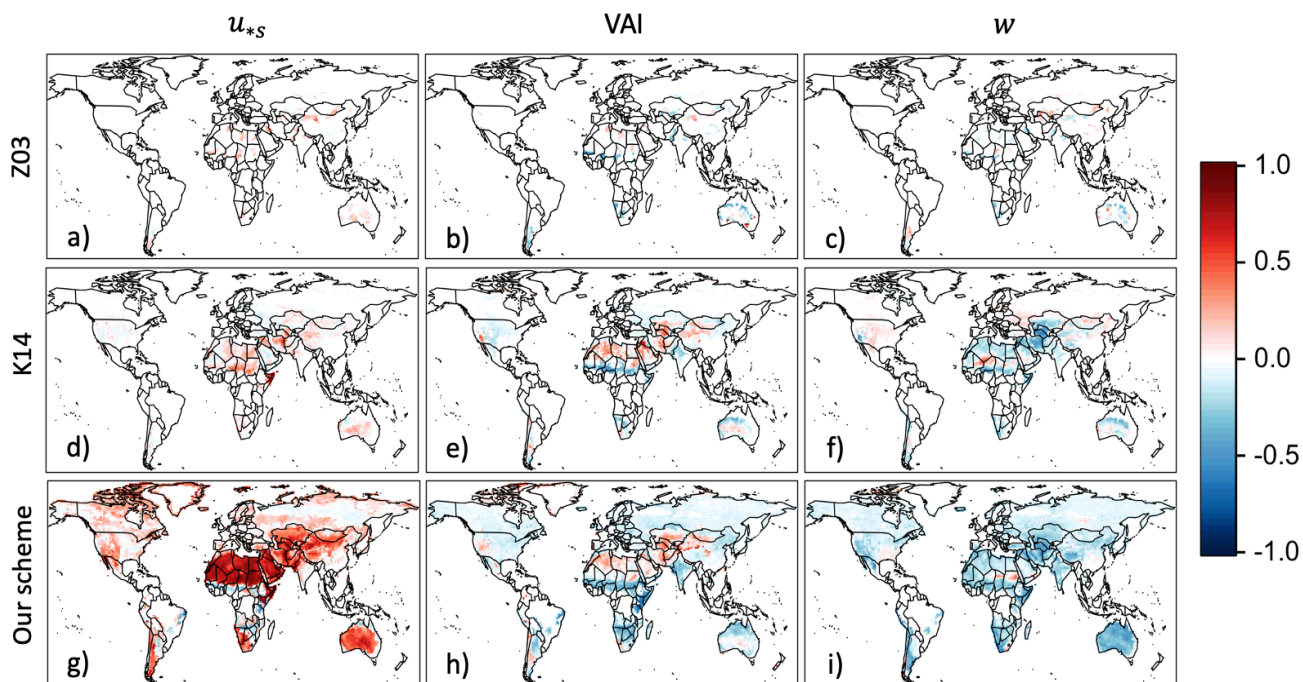 u*s VAI w
Z03
a) b) c)
K14
d) e) f)
Our scheme
g) h) i)
1.0
0.5
0.0
-0.5
-1.0